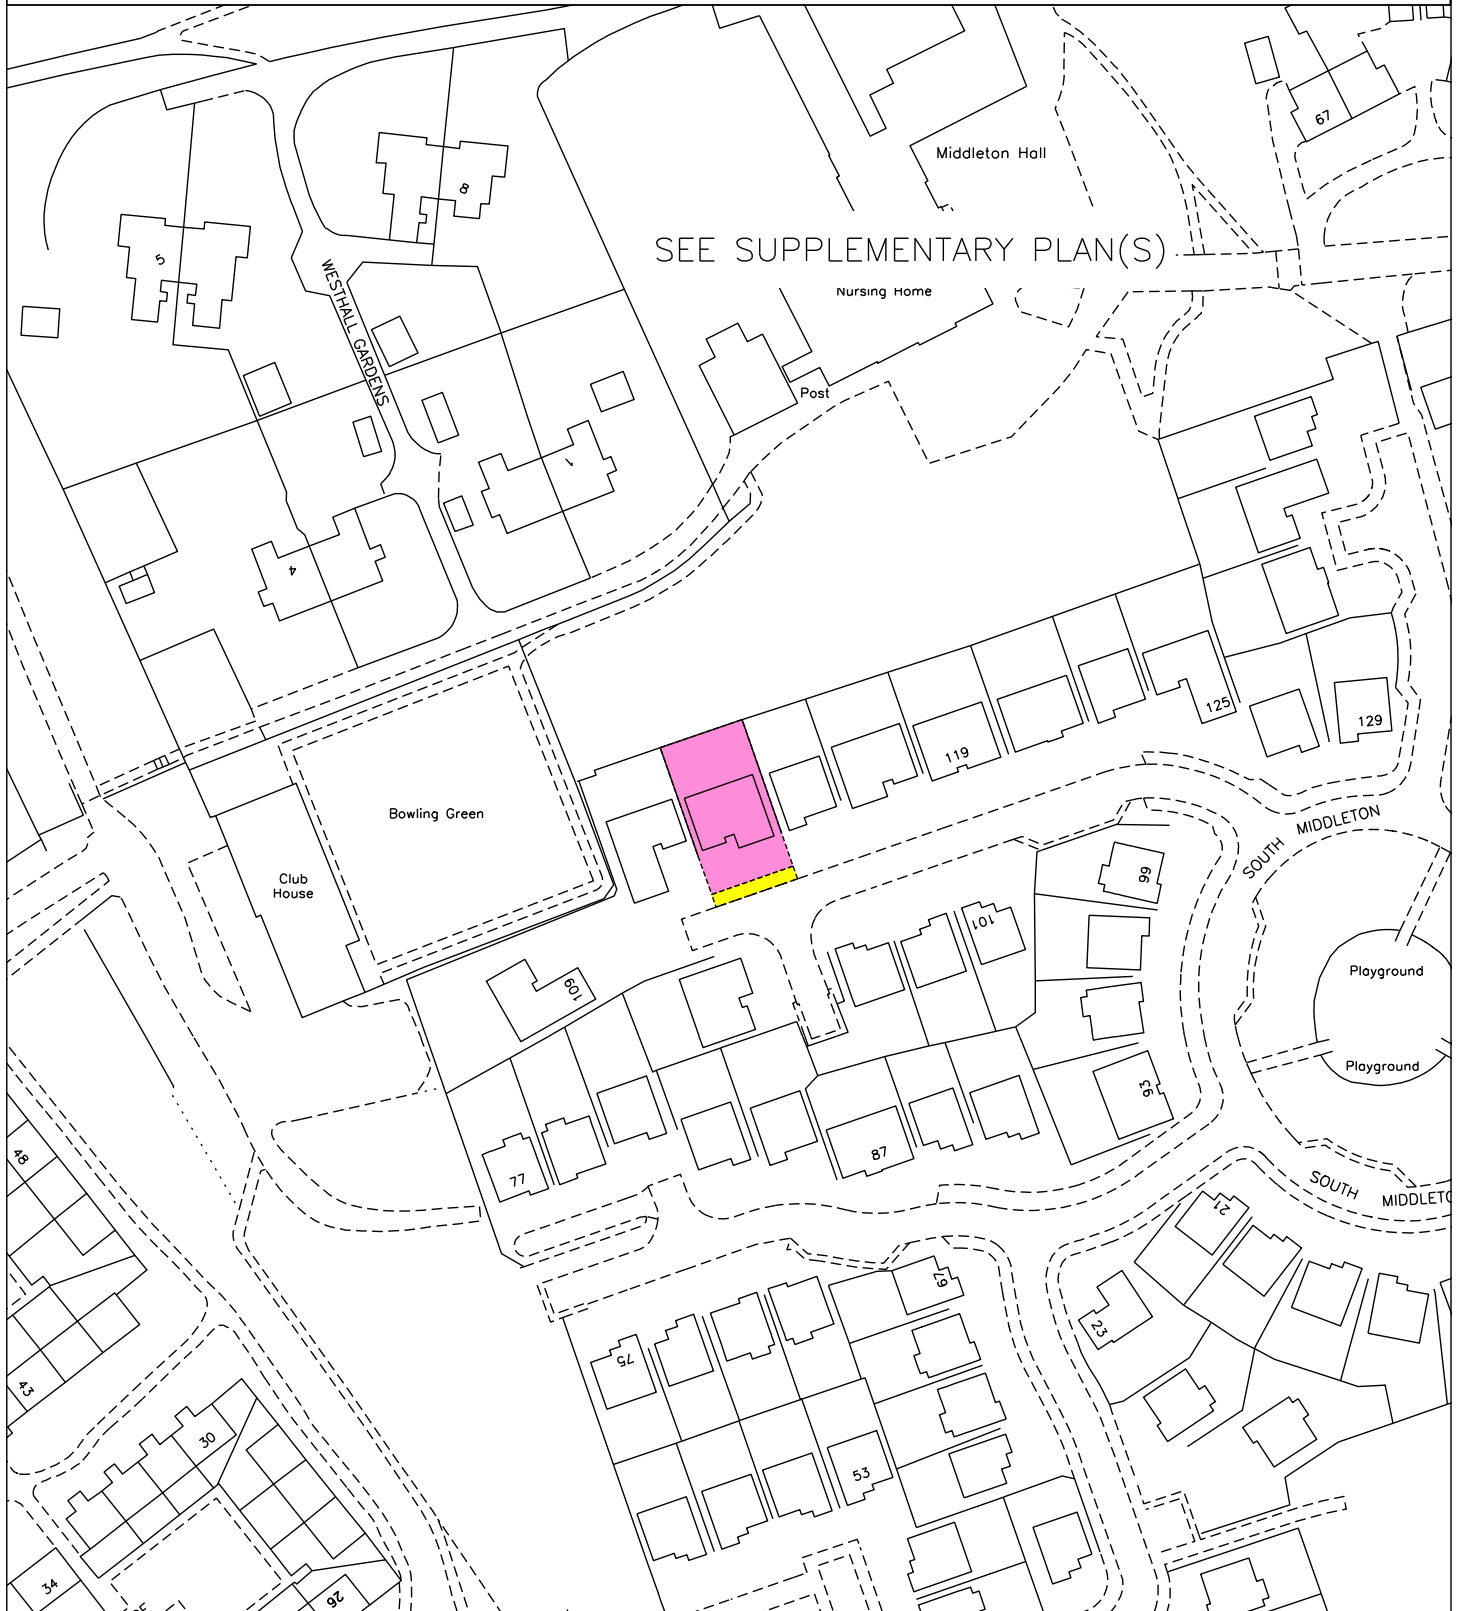 67
Middleton Hall
8
SEE SUPPLEMENTARY PLAN(S)
5
Nursing Home
WESTHALL GARDENS
Post
1
4
125
129
119
Bowling Green
SOUTH MIDDLETON
Club
House
99
101
Playground
109
Playground
93
87
77
48
SOUTH MIDDLETO
21
67
23
75
43
30
53
34
26